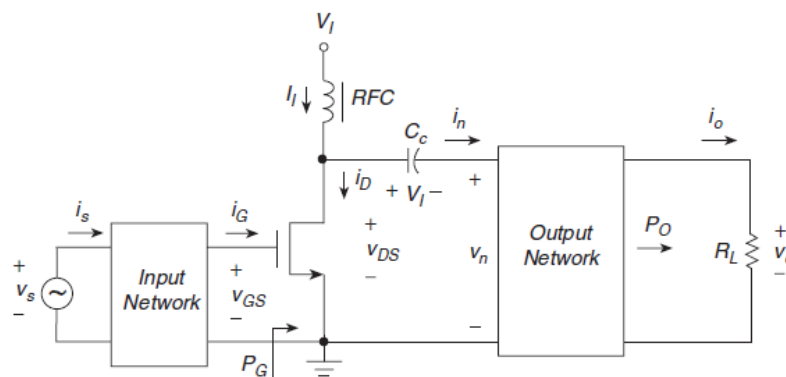 V_I
I_I
RFC
C_c
i_n
i_o
i_D
+ V_I −
i_s
i_G
+
v_s
−
Input
Network
+
v_GS
−
+
v_DS
−
+
v_n
−
Output
Network
P_O
R_L
+
−
P_G